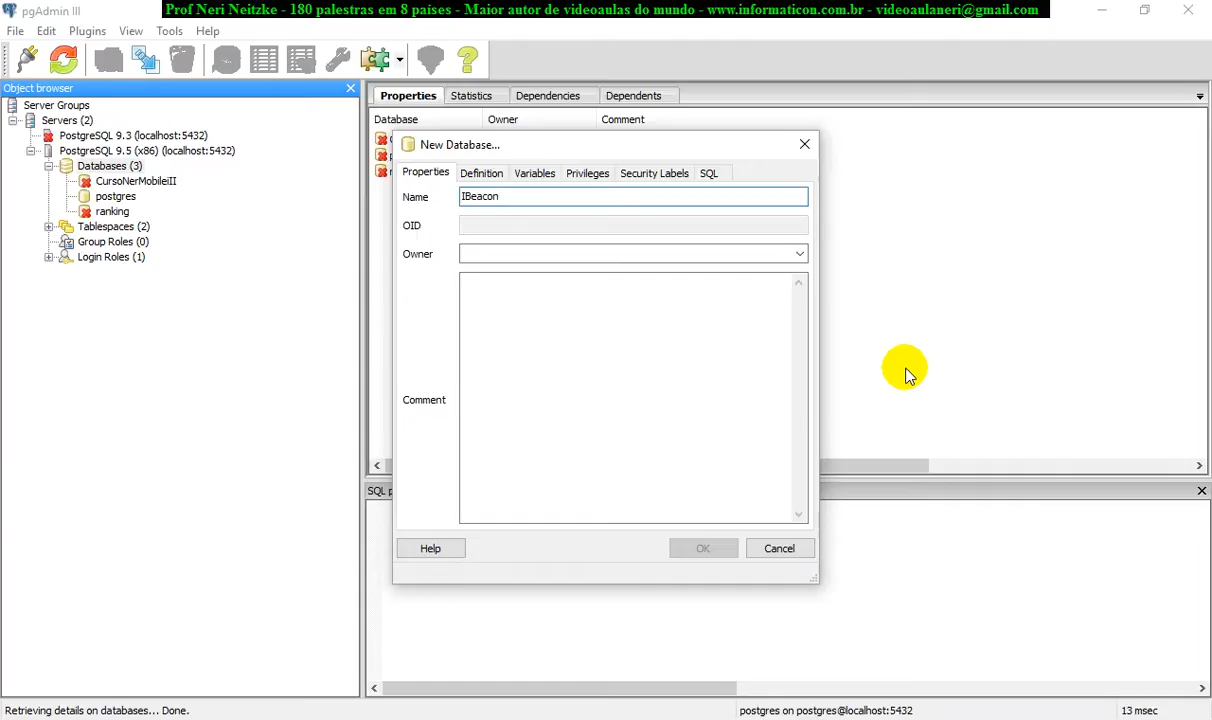 pgAdmin III
Prof Neri Neitzke - 180 palestras em 8 países - Maior autor de videoaulas do mundo - www.informaticon.com.br - videoaulaneri@gmail.com
File Edit Plugins View Tools Help
Object browser
Server Groups
Servers (2)
PostgreSQL 9.3 (localhost:5432)
PostgreSQL 9.5 (x86) (localhost:5432)
Databases (3)
CursoNerMobileiII
postgres
ranking
Tablespaces (2)
Group Roles (0)
Login Roles (1)
Properties Statistics Dependencies Dependents
Database Owner Comment
New Database...
Properties Definition Variables Privileges Security Labels SQL
Name IBeacon
OID
Owner
Comment
Help OK Cancel
SQL
Retrieving details on databases... Done. postgres on postgres@localhost:5432 13 msec